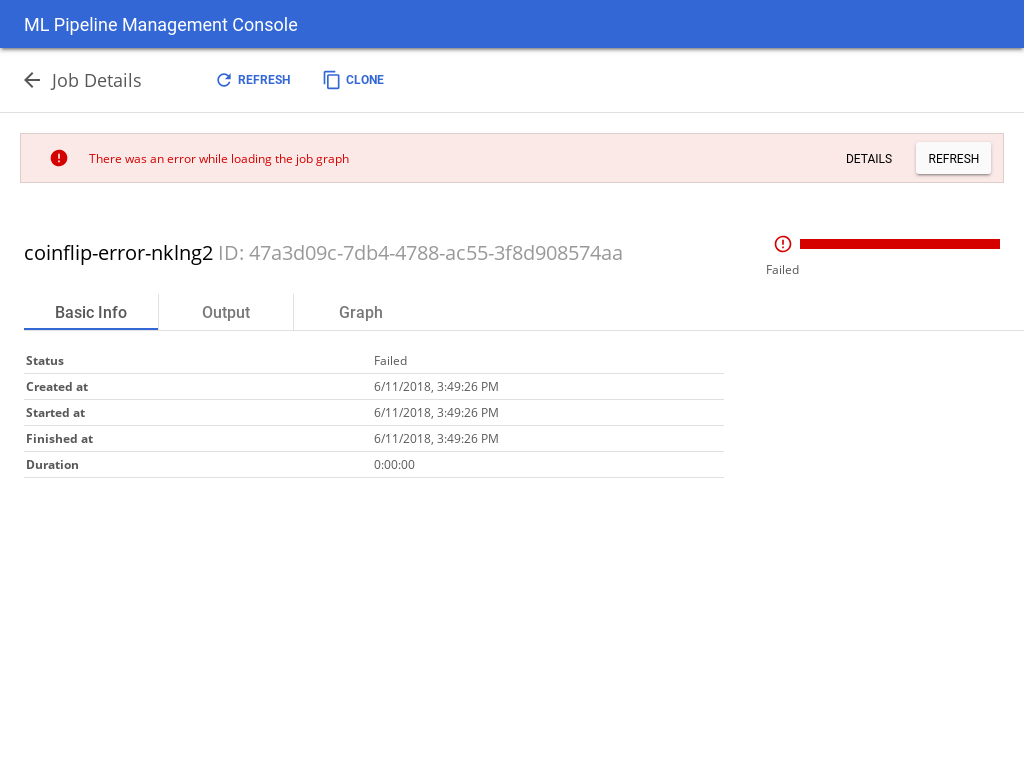 ML Pipeline Management Console
Job Details REFRESH CLONE
There was an error while loading the job graph DETAILS REFRESH
coinflip-error-nklng2 ID: 47a3d09c-7db4-4788-ac55-3f8d908574aa
Failed
Basic Info Output Graph
Status Failed
Created at 6/11/2018, 3:49:26 PM
Started at 6/11/2018, 3:49:26 PM
Finished at 6/11/2018, 3:49:26 PM
Duration 0:00:00